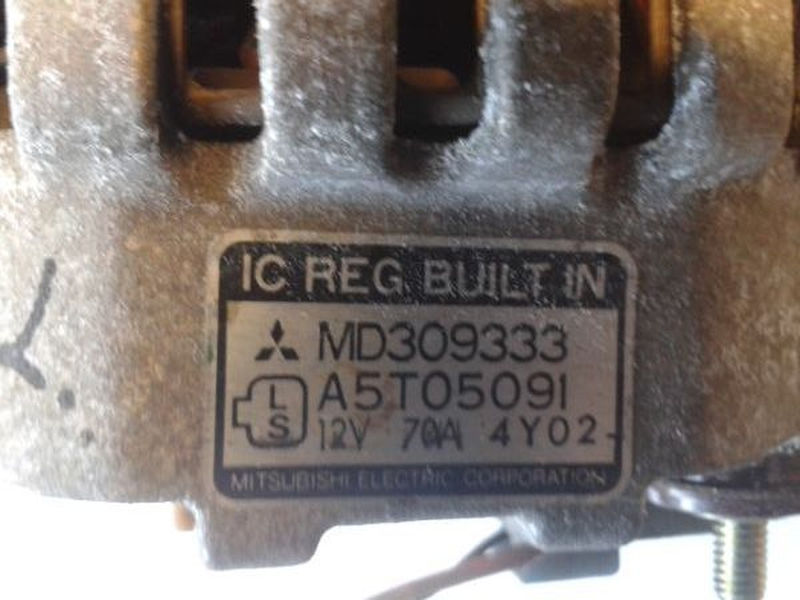 IC REG BUILT IN
MD309333
L
S
A5T05091
12V 70A 4Y02-
MITSUBISHI ELECTRIC CORPORATION